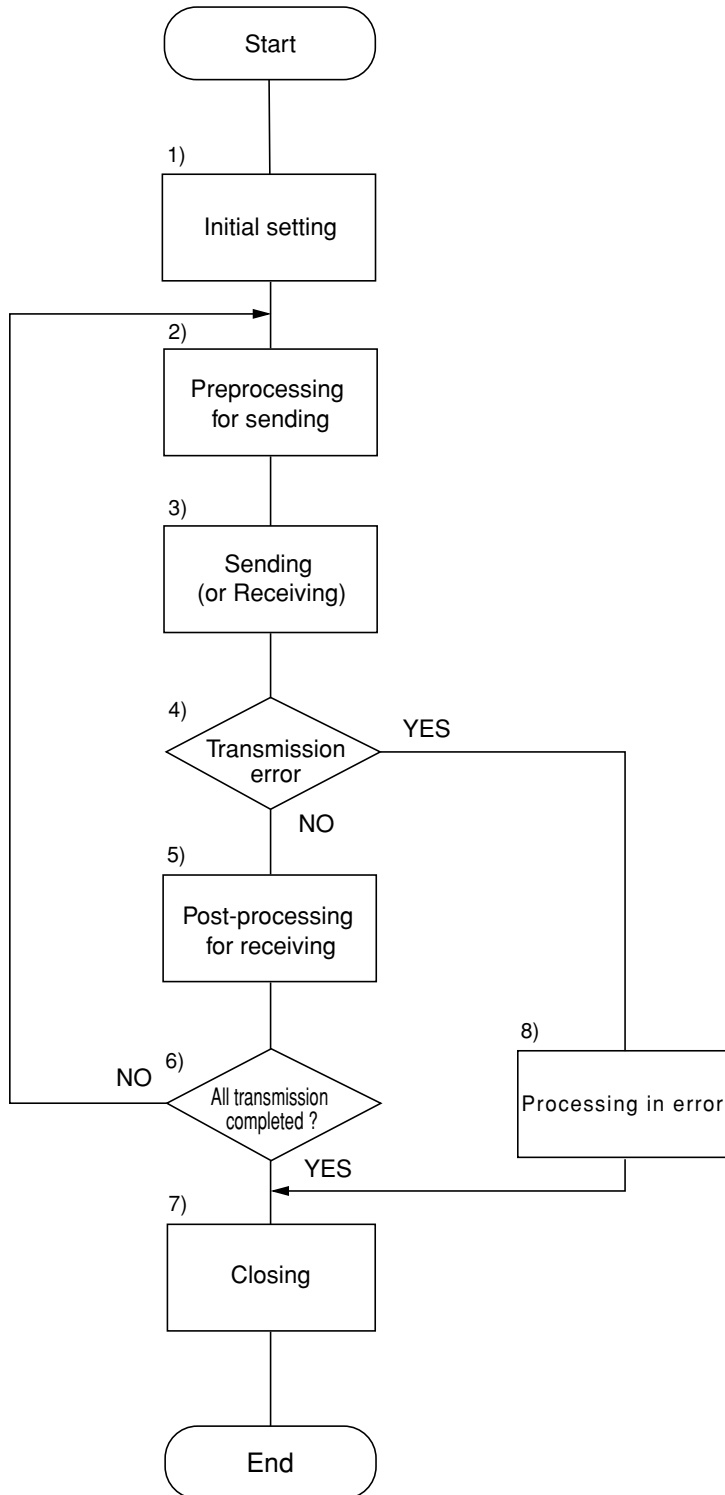 Start
1)
Initial setting
2)
Preprocessing
for sending
3)
Sending
(or Receiving)
4)
YES
Transmission
error
NO
5)
Post-processing
for receiving
6)
NO
All transmission
completed ?
8)
Processing in error
YES
7)
Closing
End